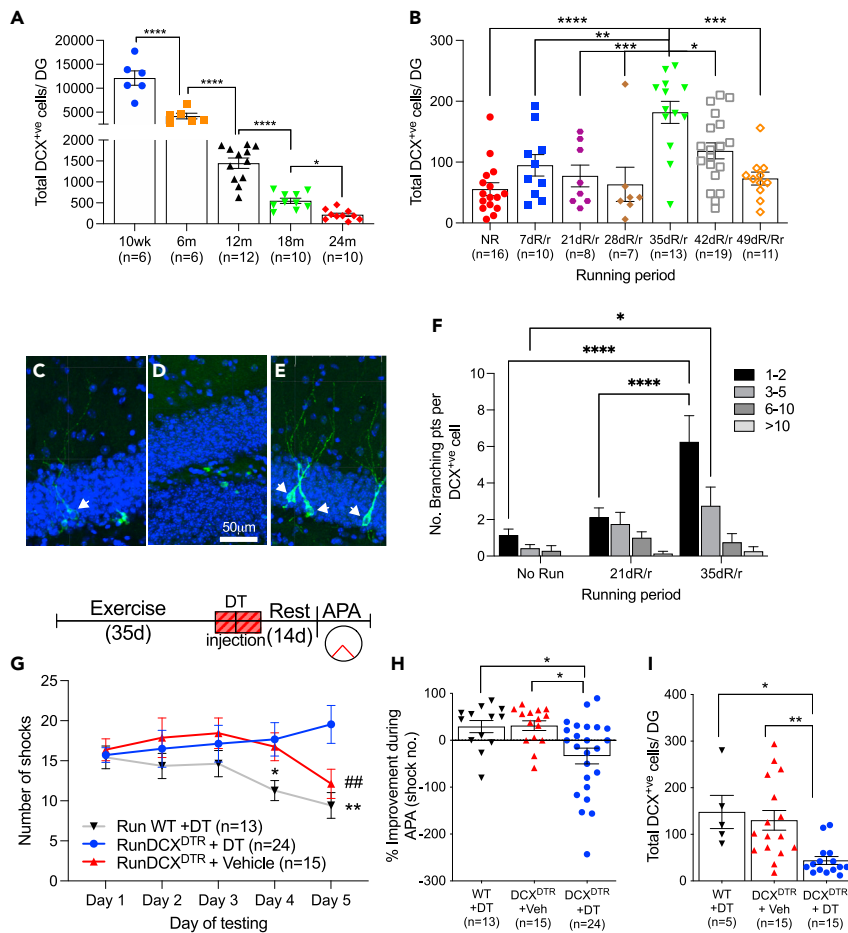 A
Total DCX+ve cells/ DG
20000
15000
10000
5000
2000
1500
1000
500
0
****
****
****
*
10wk 6m 12m 18m 24m
(n=6) (n=6) (n=12) (n=10) (n=10)
B
Total DCX+ve cells/ DG
300
200
100
0
**** ***
**
*** *
NR 7dR/r 21dR/r 28dR/r 35dR/r 42dR/r 49dR/Rr
(n=16) (n=10) (n=8) (n=7) (n=13) (n=19) (n=11)
Running period
C D E
50μm
F
No. Branching pts per
DCX+ve cell
10
8
6
4
2
0
*
****
****
1-2
3-5
6-10
>10
No Run 21dR/r 35dR/r
Running period
Exercise
(35d)
DT
injection
Rest
(14d)
APA
G
Number of shocks
25
20
15
10
5
0
*
##
**
Run WT +DT (n=13)
RunDCXDTR + DT (n=24)
RunDCXDTR + Vehicle (n=15)
Day 1 Day 2 Day 3 Day 4 Day 5
Day of testing
H
% Improvement during
APA (shock no.)
100
0
-100
-200
-300
*
*
WT DCXDTR DCXDTR
+DT + Veh +DT
(n=13) (n=15) (n=24)
I
Total DCX+ve cells/ DG
400
300
200
100
0
*
**
WT DCXDTR DCXDTR
+DT + Veh + DT
(n=5) (n=15) (n=15)